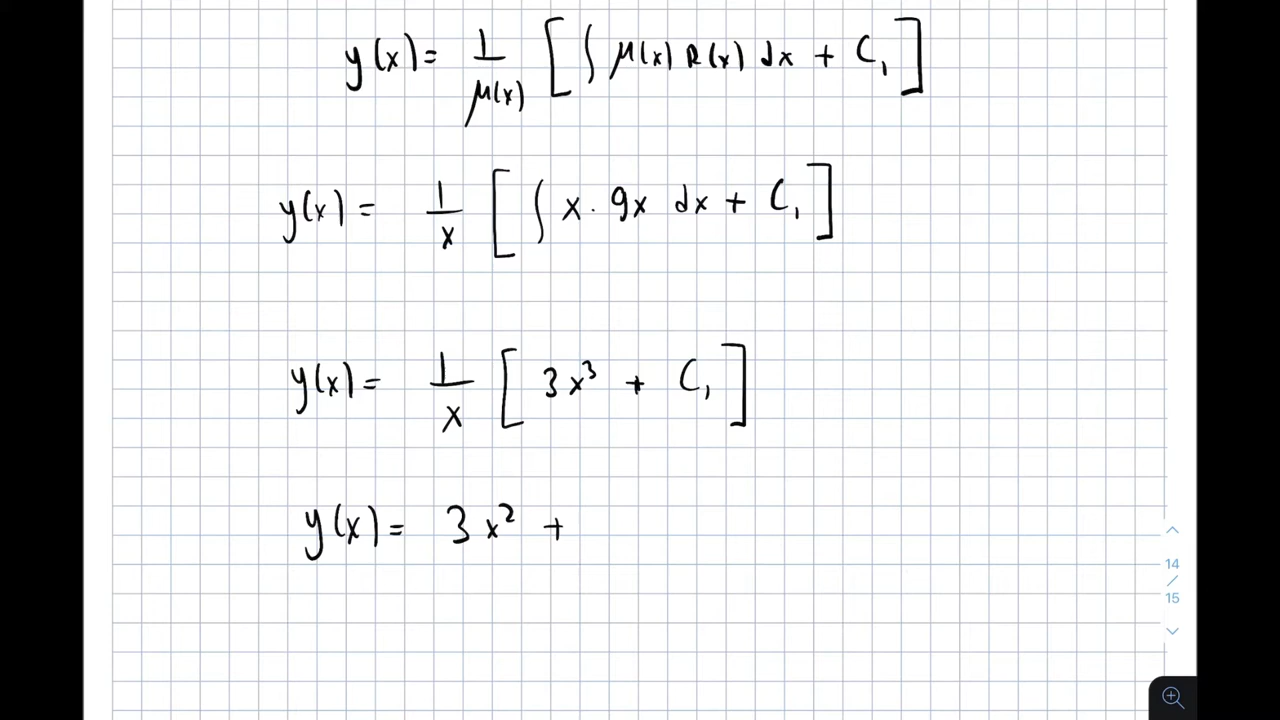 y(x) = 1/μ(x) [ ∫ μ(x) R(x) dx + C₁ ]
y(x) = 1/x [ ∫ x · 9x dx + C₁ ]
y(x) = 1/x [ 3x³ + C₁ ]
y(x) = 3x² +
14
/
15